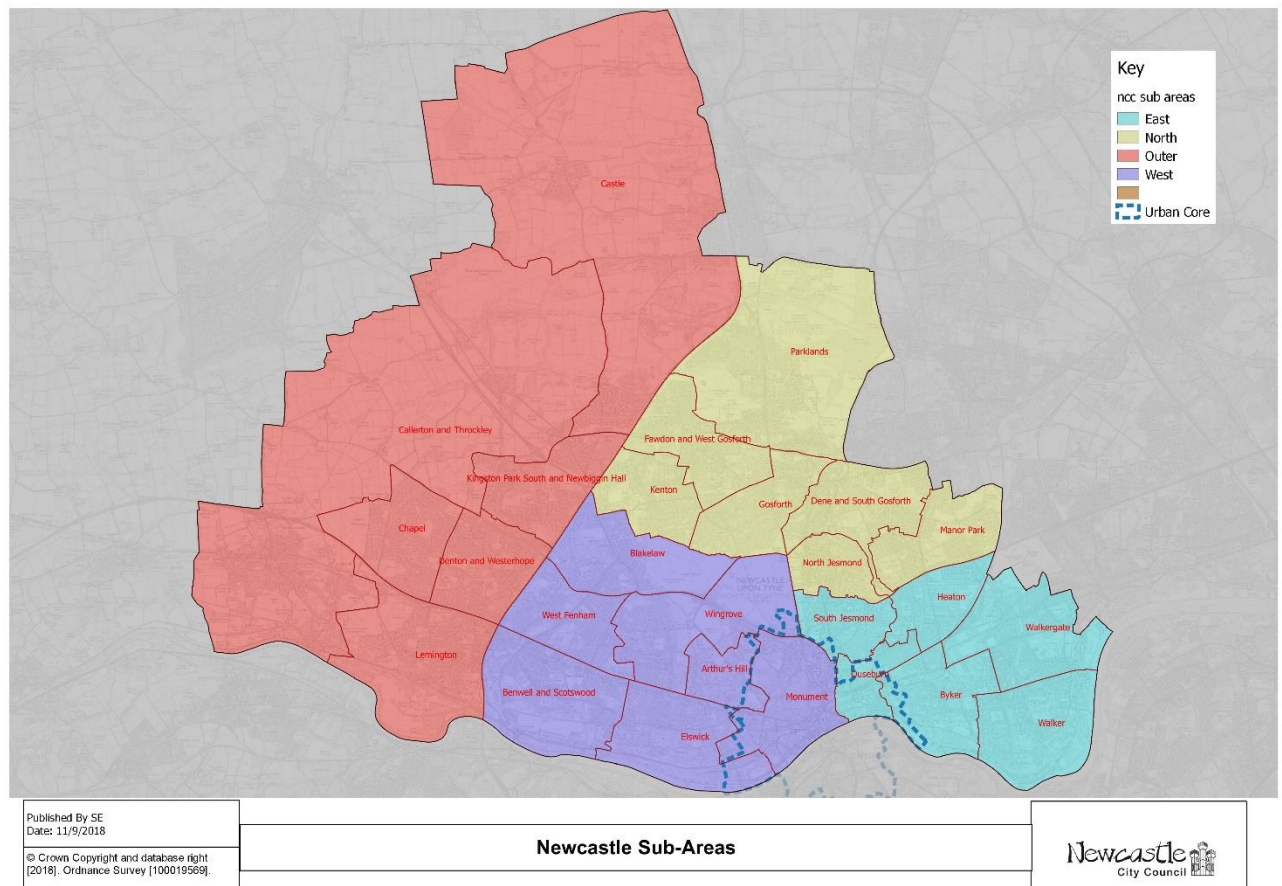 Key
ncc sub areas
East
North
Outer
West
Urban Core
Castle
Parklands
Callerton and Throckley
Fawdon and West Gosforth
Kingston Park South and Newbiggin Hall
Kenton
Gosforth
Dene and South Gosforth
Chapel
Manor Park
Denton and Westerhope
Blakelaw
North Jesmond
NEWCASTLE
UPON TYNE
Heaton
West Fenham
Wingrove
South Jesmond
Walkergate
Lemington
Arthur's Hill
Ouseburn
Benwell and Scotswood
Monument
Byker
Elswick
Walker
Published By SE
Date: 11/9/2018
© Crown Copyright and database right
[2018]. Ordnance Survey [100019569].
Newcastle Sub-Areas
Newcastle
City Council